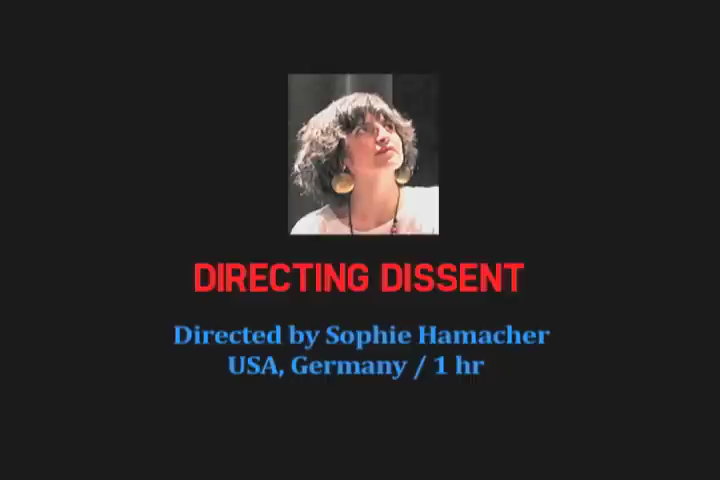 DIRECTING DISSENT
Directed by Sophie Hamacher
USA, Germany / 1 hr